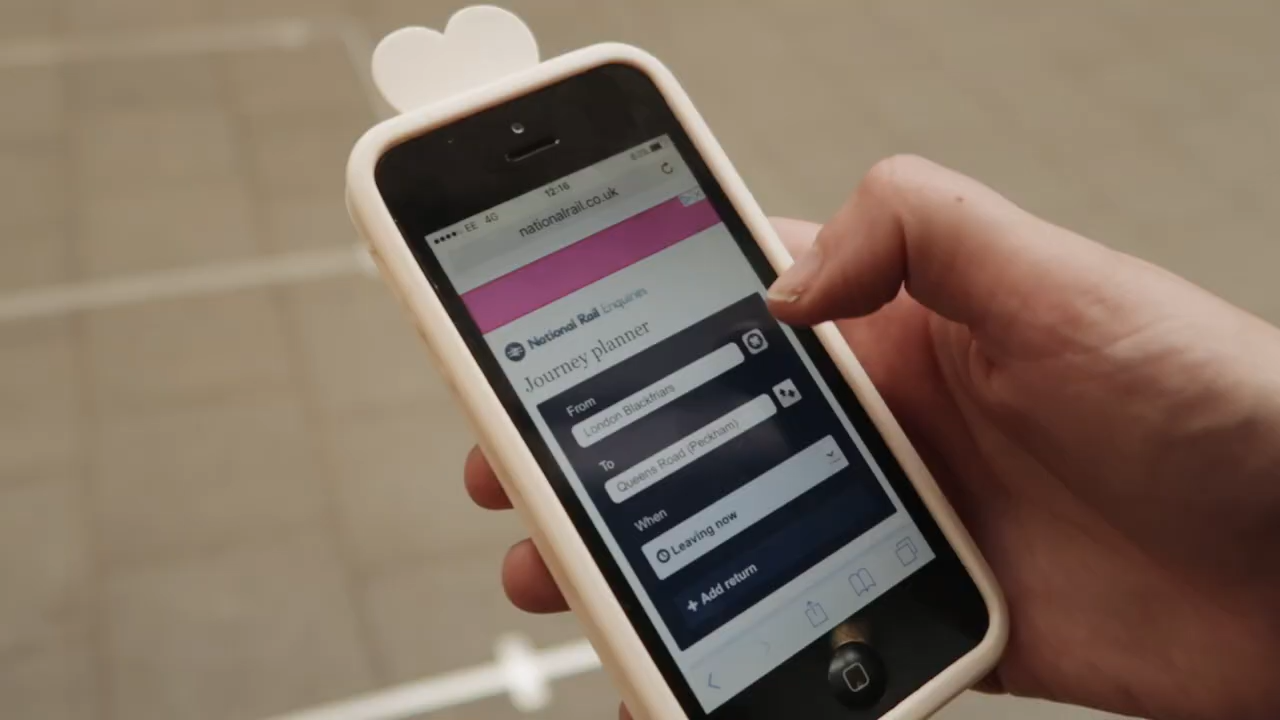 EE 4G 12:16
nationalrail.co.uk
National Rail Enquiries
Journey planner
From
London Blackfriars
To
Queens Road (Peckham)
When
Leaving now
+ Add return